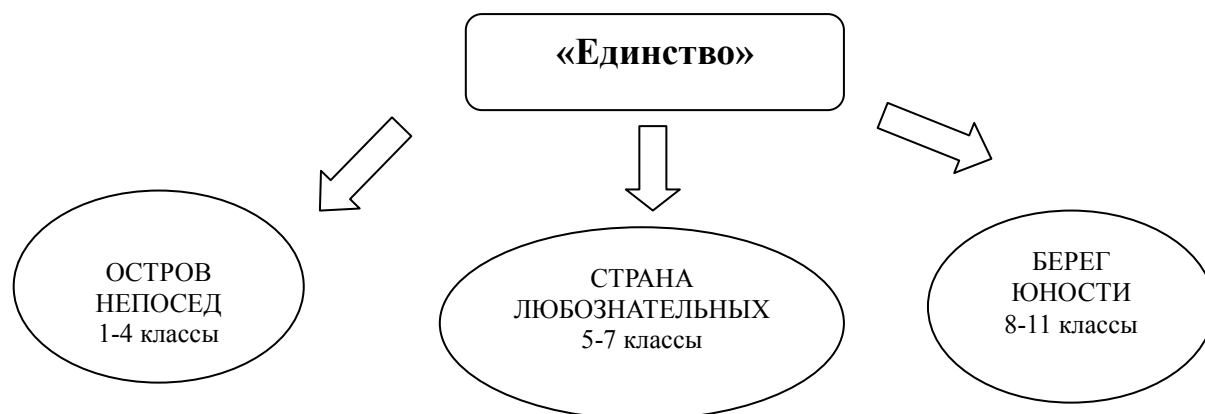 «Единство»
ОСТРОВ
НЕПОСЕД
1-4 классы
СТРАНА
ЛЮБОЗНАТЕЛЬНЫХ
5-7 классы
БЕРЕГ
ЮНОСТИ
8-11 классы